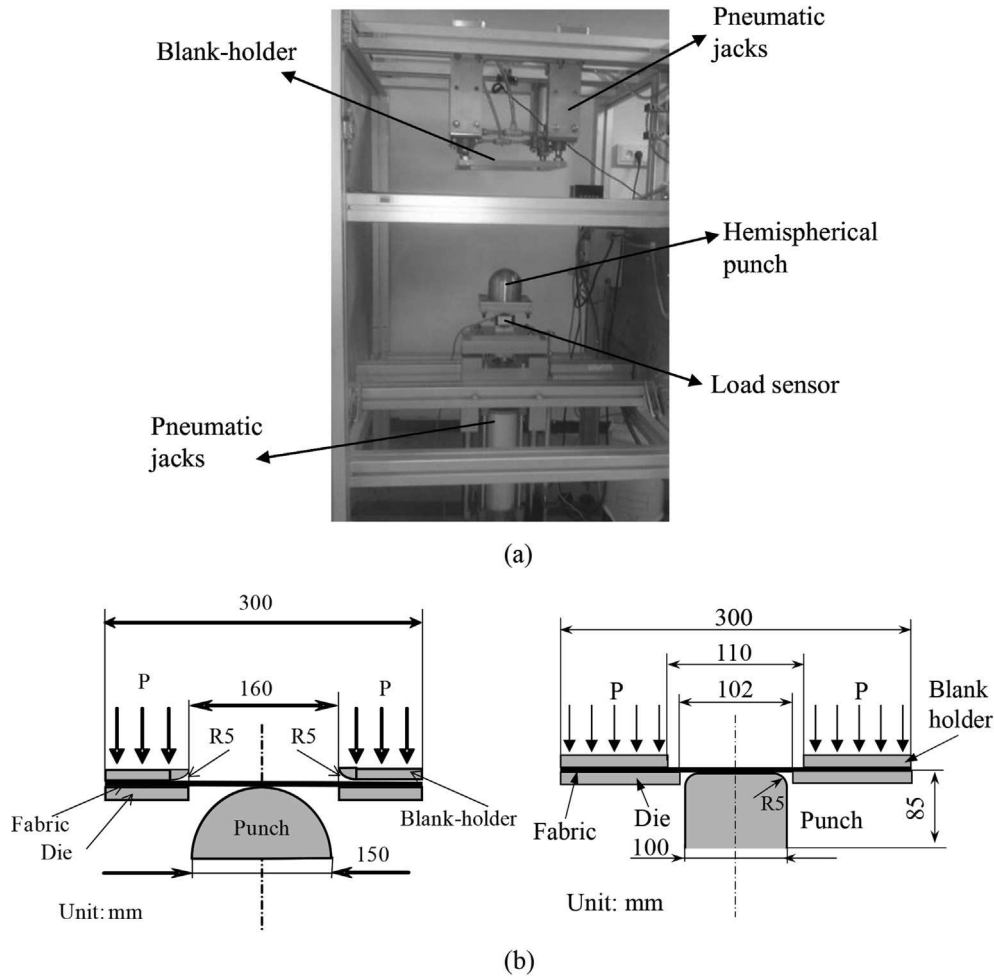 Blank-holder
Pneumatic
jacks
Hemispherical
punch
Load sensor
Pneumatic
jacks
(a)
300
P
160
P
R5
R5
Fabric
Die
Punch
Blank-holder
150
Unit: mm
300
110
P
102
P
Blank
holder
Fabric
Die
R5
Punch
85
100
Unit: mm
(b)